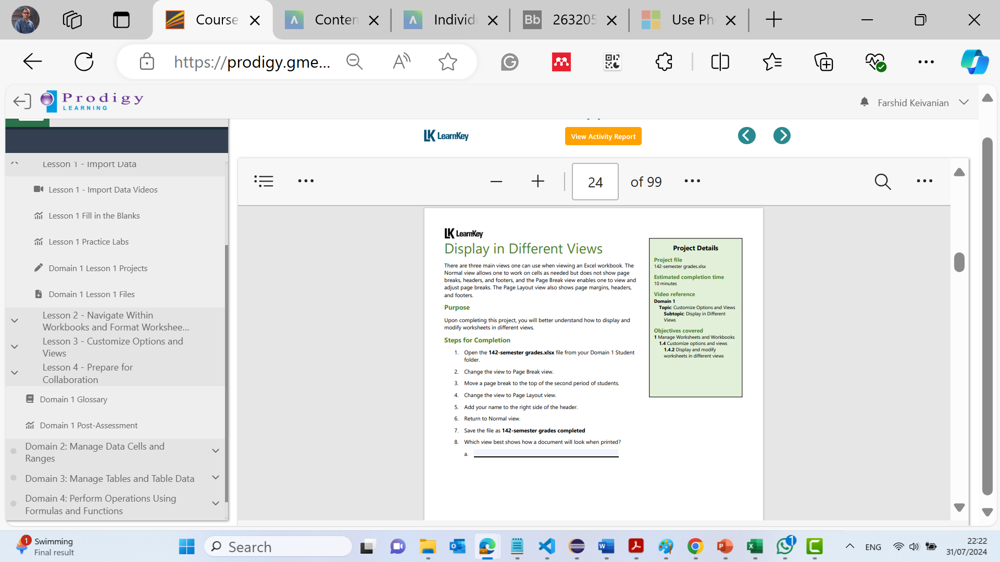 Course
Conten
Individ
Bb
263205
Use Ph
https://prodigy.gme...
Prodigy
LEARNING
Farshid Keivanian
LK LearnKey
View Activity Report
Lesson 1 - Import Data
Lesson 1 - Import Data Videos
Lesson 1 Fill in the Blanks
Lesson 1 Practice Labs
Domain 1 Lesson 1 Projects
Domain 1 Lesson 1 Files
Lesson 2 - Navigate Within
Workbooks and Format Workshee...
Lesson 3 - Customize Options and
Views
Lesson 4 - Prepare for
Collaboration
Domain 1 Glossary
Domain 1 Post-Assessment
Domain 2: Manage Data Cells and
Ranges
Domain 3: Manage Tables and Table Data
Domain 4: Perform Operations Using
Formulas and Functions
24 of 99
LK LearnKey
Display in Different Views
There are three main views one can use when viewing an Excel workbook. The
Normal view allows one to work on cells as needed but does not show page
breaks, headers, and footers, and the Page Break view enables one to view and
adjust page breaks. The Page Layout view also shows page margins, headers,
and footers.
Purpose
Upon completing this project, you will better understand how to display and
modify worksheets in different views.
Steps for Completion
1. Open the 142-semester grades.xlsx file from your Domain 1 Student
folder.
2. Change the view to Page Break view.
3. Move a page break to the top of the second period of students.
4. Change the view to Page Layout view.
5. Add your name to the right side of the header.
6. Return to Normal view.
7. Save the file as 142-semester grades completed
8. Which view best shows how a document will look when printed?
a.
Project Details
Project file
142-semester grades.xlsx
Estimated completion time
10 minutes
Video reference
Domain 1
Topic: Customize Options and Views
Subtopic: Display in Different
Views
Objectives covered
1 Manage Worksheets and Workbooks
1.4 Customize options and views
1.4.2 Display and modify
worksheets in different views
1
Swimming
Final result
Search
1
ENG
22:22
31/07/2024